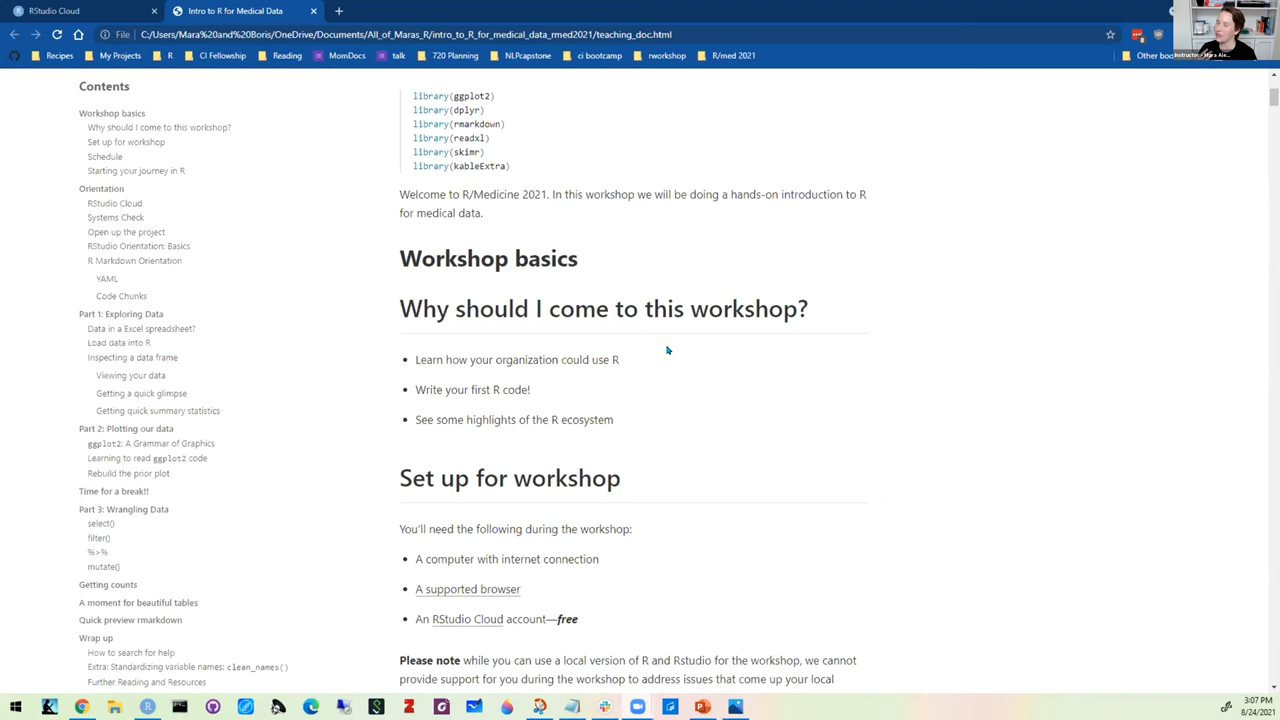 RStudio Cloud
Intro to R for Medical Data
File
C:/Users/Mara%20and%20Boris/OneDrive/Documents/All_of_Maras_R/intro_to_R_for_medical_data_rmed2021/teaching_doc.html
Recipes
My Projects
R
CI Fellowship
Reading
MomDocs
talk
720 Planning
NLPcapstone
ci bootcamp
rworkshop
R/med 2021
Other boo
Instructor - Mara Ale...
Contents
Workshop basics
Why should I come to this workshop?
Set up for workshop
Schedule
Starting your journey in R
Orientation
RStudio Cloud
Systems Check
Open up the project
RStudio Orientation: Basics
R Markdown Orientation
YAML
Code Chunks
Part 1: Exploring Data
Data in a Excel spreadsheet?
Load data into R
Inspecting a data frame
Viewing your data
Getting a quick glimpse
Getting quick summary statistics
Part 2: Plotting our data
ggplot2: A Grammar of Graphics
Learning to read ggplot2 code
Rebuild the prior plot
Time for a break!!
Part 3: Wrangling Data
select()
filter()
%>%
mutate()
Getting counts
A moment for beautiful tables
Quick preview rmarkdown
Wrap up
How to search for help
Extra: Standardizing variable names: clean_names()
Further Reading and Resources
library(ggplot2)
library(dplyr)
library(rmarkdown)
library(readxl)
library(skimr)
library(kableExtra)
Welcome to R/Medicine 2021. In this workshop we will be doing a hands-on introduction to R
for medical data.
Workshop basics
Why should I come to this workshop?
• Learn how your organization could use R
• Write your first R code!
• See some highlights of the R ecosystem
Set up for workshop
You'll need the following during the workshop:
• A computer with internet connection
• A supported browser
• An RStudio Cloud account—free
Please note while you can use a local version of R and Rstudio for the workshop, we cannot
provide support for you during the workshop to address issues that come up your local
3:07 PM
8/24/2021